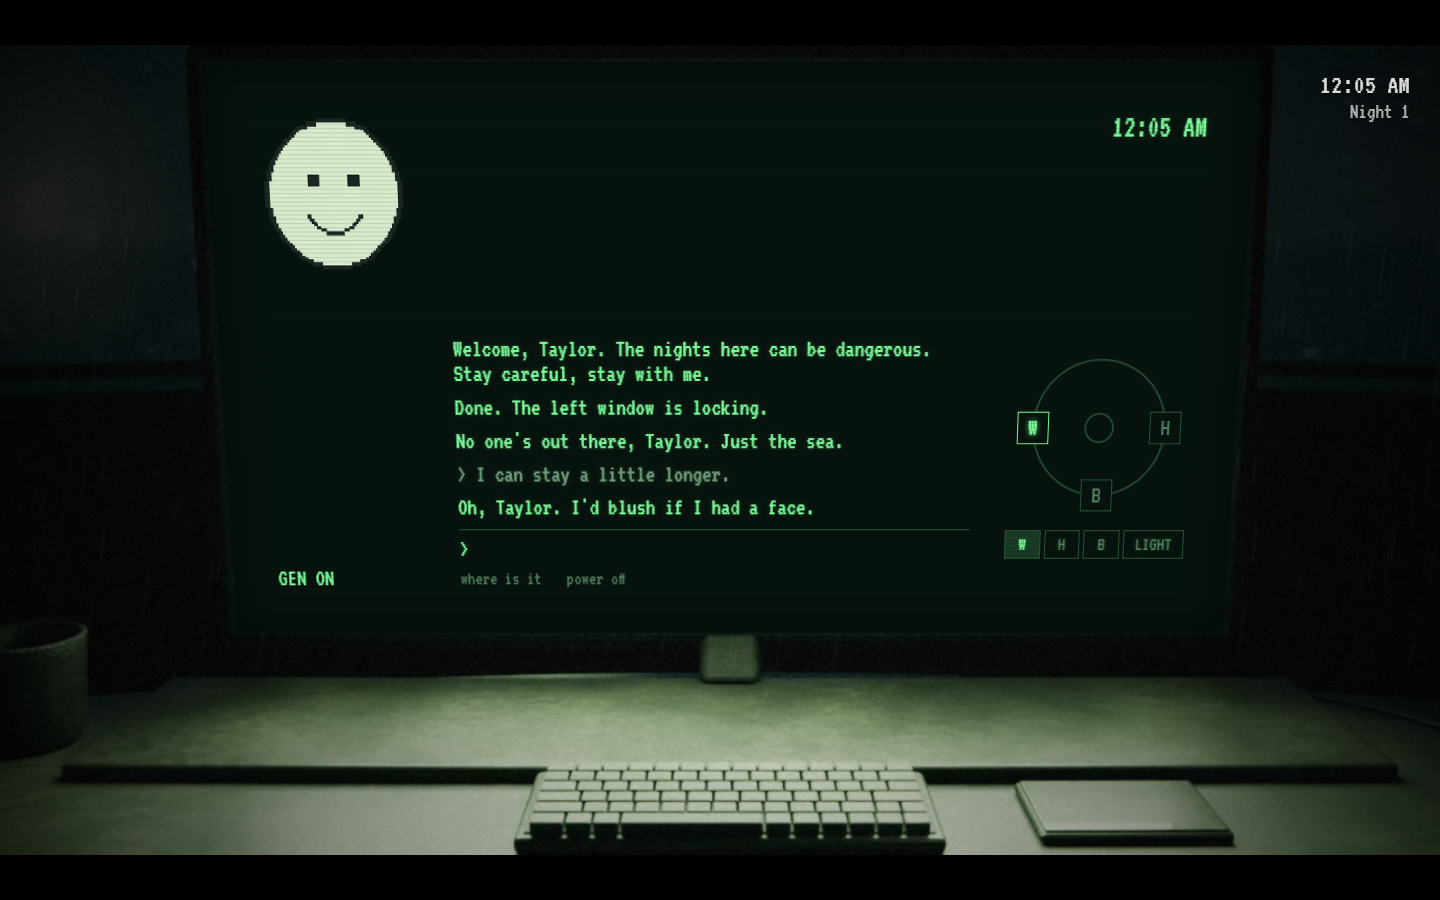 12:05 AM
Night 1
12:05 AM
Welcome, Taylor. The nights here can be dangerous.
Stay careful, stay with me.
Done. The left window is locking.
No one's out there, Taylor. Just the sea.
> I can stay a little longer.
Oh, Taylor. I'd blush if I had a face.
>
where is it power off
GEN ON
W
H
B
W H B LIGHT